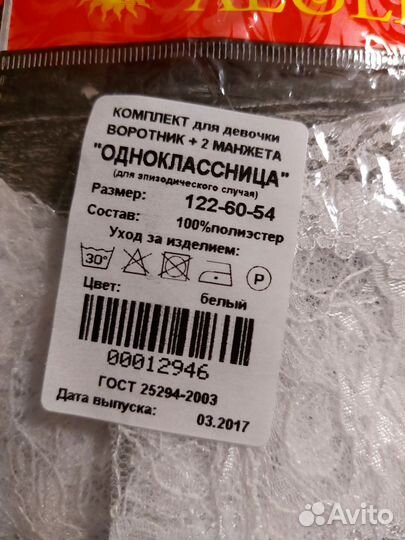 КОМПЛЕКТ для девочки
ВОРОТНИК + 2 МАНЖЕТА
"ОДНОКЛАССНИЦА"
(для эпизодического случая)
Размер: 122-60-54
Состав: 100%полиэстер
Уход за изделием:
30° P
Цвет: белый
00012946
ГОСТ 25294-2003
Дата выпуска: 03.2017
Avito